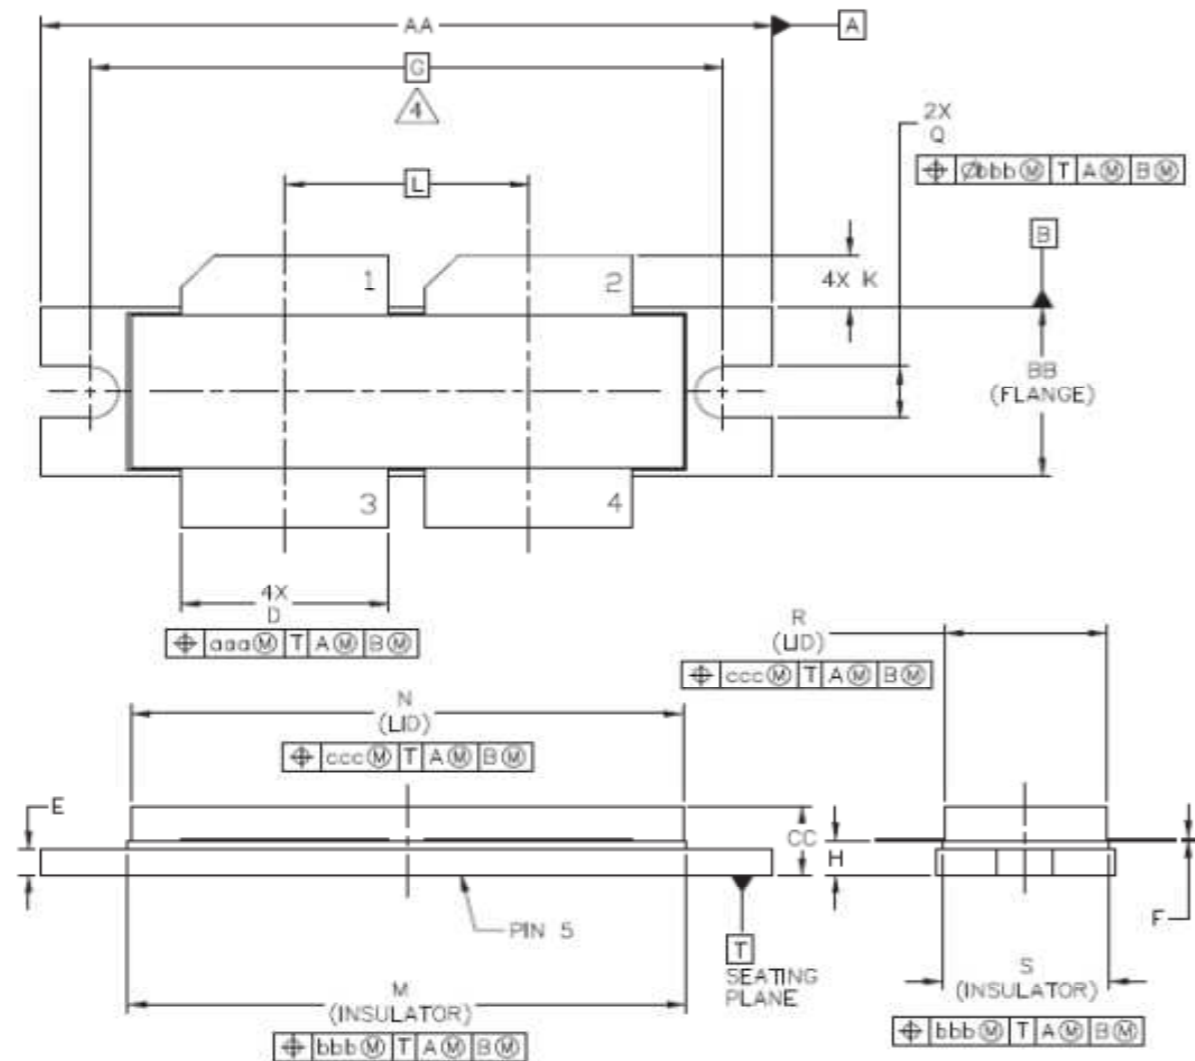 AA
A
G
4
2X
Q
⌖ Øbbb Ⓜ T A Ⓜ B Ⓜ
L
B
1
2
4X K
BB
(FLANGE)
3
4
4X
D
⌖ aaa Ⓜ T A Ⓜ B Ⓜ
R
(LID)
⌖ ccc Ⓜ T A Ⓜ B Ⓜ
N
(LID)
⌖ ccc Ⓜ T A Ⓜ B Ⓜ
E
CC
H
F
PIN 5
T
SEATING
PLANE
M
(INSULATOR)
⌖ bbb Ⓜ T A Ⓜ B Ⓜ
S
(INSULATOR)
⌖ bbb Ⓜ T A Ⓜ B Ⓜ